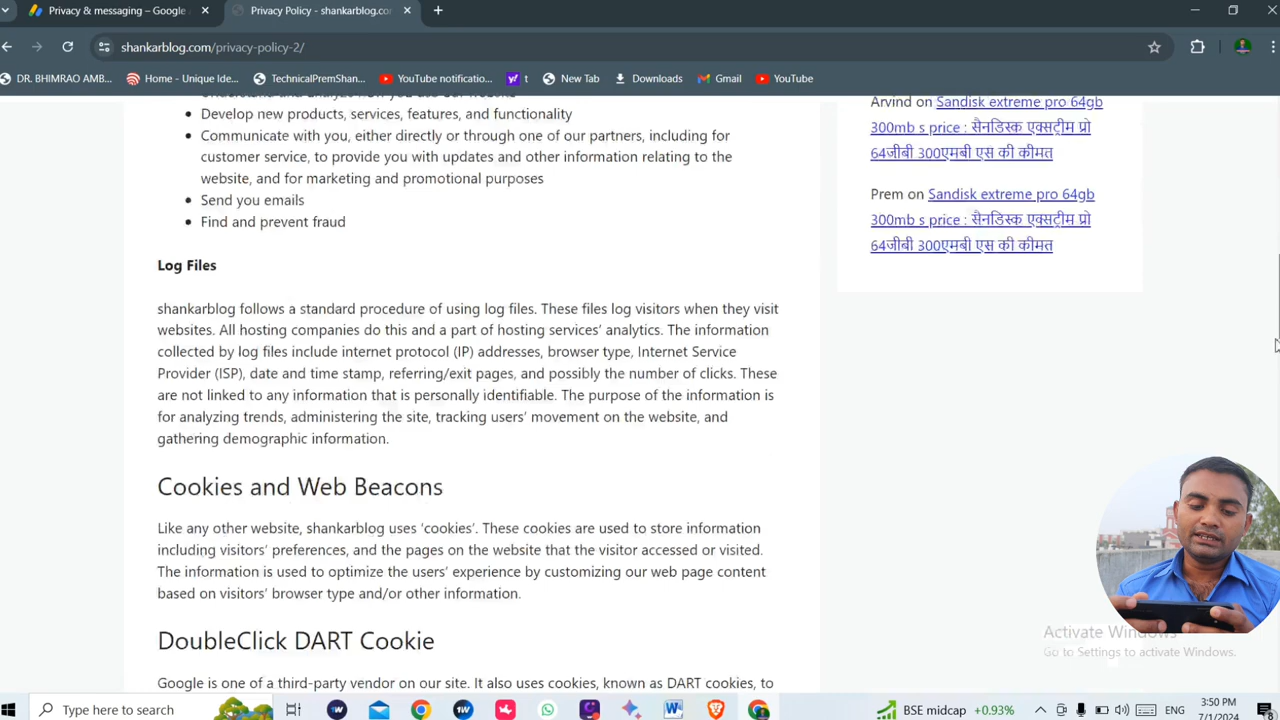 Privacy & messaging – Google
Privacy Policy - shankarblog.co
shankarblog.com/privacy-policy-2/
DR. BHIMRAO AMB...
Home - Unique Ide...
TechnicalPremShan...
YouTube notificatio...
t
New Tab
Downloads
Gmail
YouTube
Develop new products, services, features, and functionality
Communicate with you, either directly or through one of our partners, including for
customer service, to provide you with updates and other information relating to the
website, and for marketing and promotional purposes
Send you emails
Find and prevent fraud
Log Files
shankarblog follows a standard procedure of using log files. These files log visitors when they visit
websites. All hosting companies do this and a part of hosting services’ analytics. The information
collected by log files include internet protocol (IP) addresses, browser type, Internet Service
Provider (ISP), date and time stamp, referring/exit pages, and possibly the number of clicks. These
are not linked to any information that is personally identifiable. The purpose of the information is
for analyzing trends, administering the site, tracking users’ movement on the website, and
gathering demographic information.
Cookies and Web Beacons
Like any other website, shankarblog uses ‘cookies’. These cookies are used to store information
including visitors’ preferences, and the pages on the website that the visitor accessed or visited.
The information is used to optimize the users’ experience by customizing our web page content
based on visitors’ browser type and/or other information.
DoubleClick DART Cookie
Google is one of a third-party vendor on our site. It also uses cookies, known as DART cookies, to
Arvind on Sandisk extreme pro 64gb
300mb s price : सैनडिस्क एक्सट्रीम प्रो
64जीबी 300एमबी एस की कीमत
Prem on Sandisk extreme pro 64gb
300mb s price : सैनडिस्क एक्सट्रीम प्रो
64जीबी 300एमबी एस की कीमत
Activate Windows
Go to Settings to activate Windows.
Type here to search
BSE midcap +0.93%
ENG
3:50 PM
7/1/2024